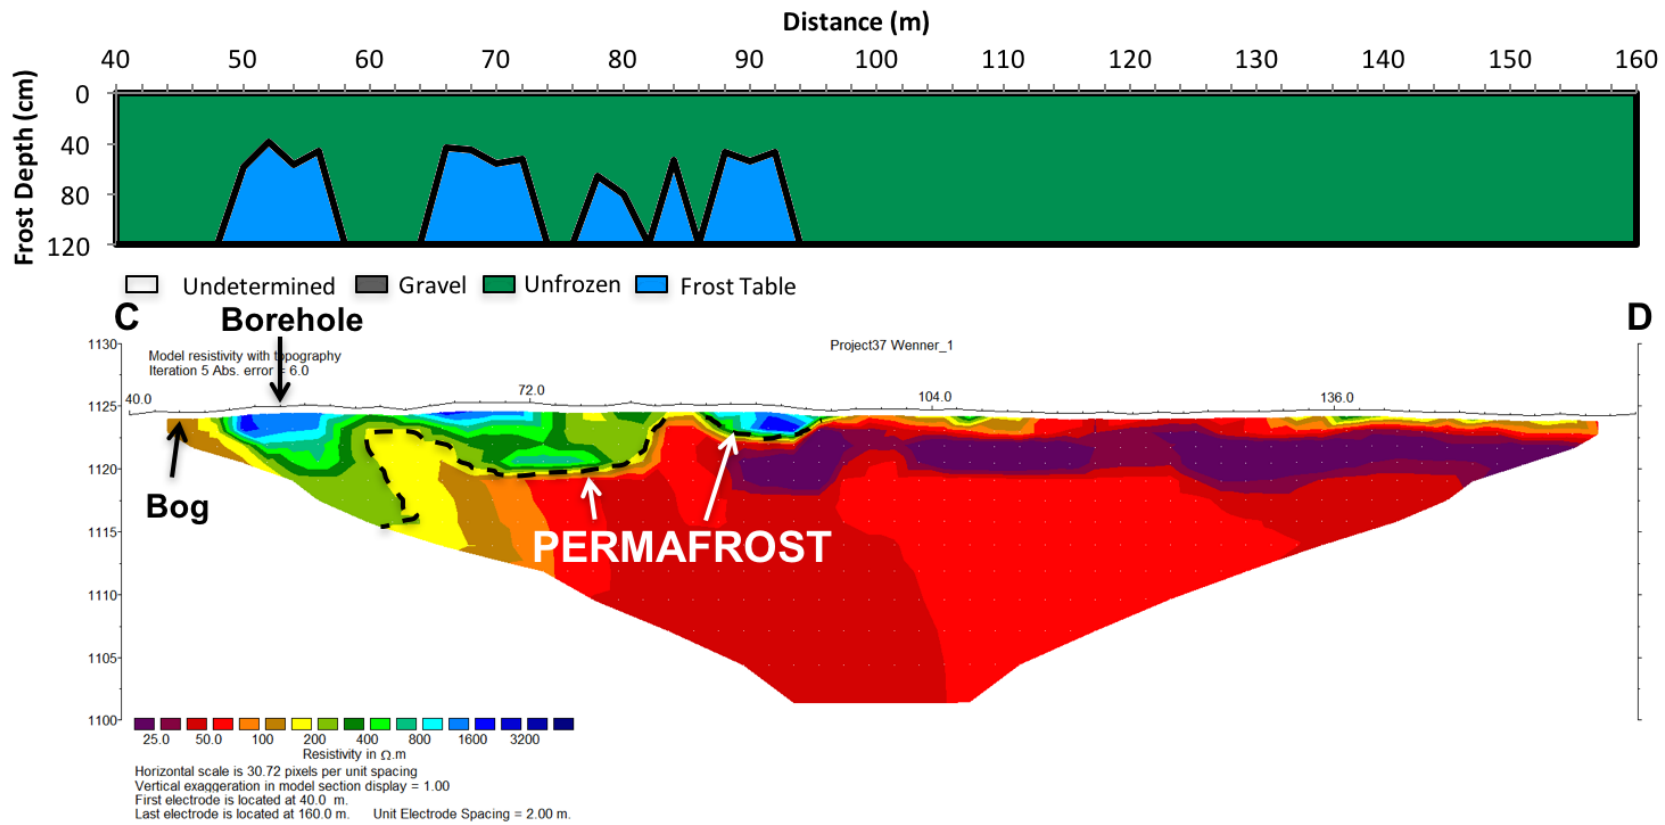 Distance (m)
40 50 60 70 80 90 100 110 120 130 140 150 160
Frost Depth (cm)
0
40
80
120
Undetermined Gravel Unfrozen Frost Table
C Borehole D
1130
Model resistivity with topography
Project37 Wenner_1
Iteration 5 Abs. error = 6.0
1125
40.0 72.0 104.0 136.0
1120
Bog
1115
PERMAFROST
1110
1105
1100
25.0 50.0 100 200 400 800 1600 3200
Resistivity in Ω.m
Horizontal scale is 30.72 pixels per unit spacing
Vertical exaggeration in model section display = 1.00
First electrode is located at 40.0 m.
Last electrode is located at 160.0 m. Unit Electrode Spacing = 2.00 m.